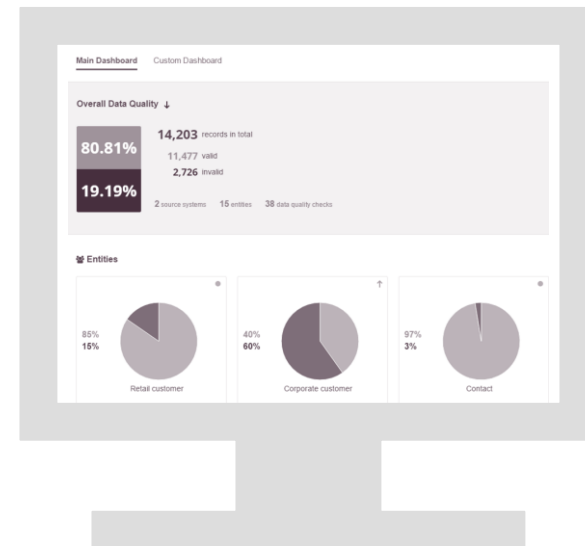 Main Dashboard Custom Dashboard
Overall Data Quality ↓
80.81%
19.19%
14,203 records in total
11,477 valid
2,726 invalid
2 source systems 15 entities 38 data quality checks
Entities
85%
15%
Retail customer
↑
40%
60%
Corporate customer
97%
3%
Contact